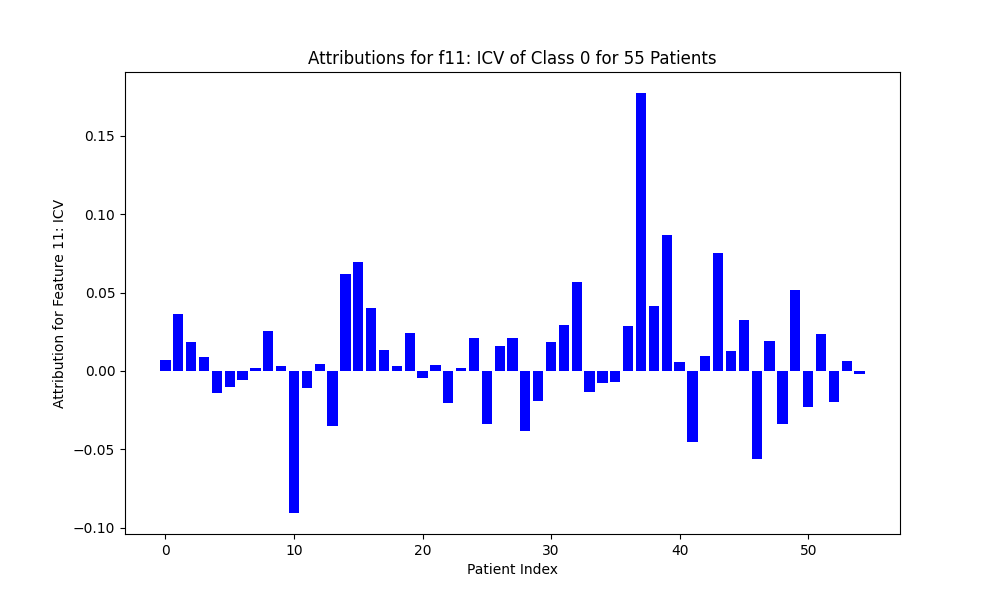 Attributions for f11: ICV of Class 0 for 55 Patients
Attribution for Feature 11: ICV
0.15
0.10
0.05
0.00
−0.05
−0.10
0 10 20 30 40 50
Patient Index